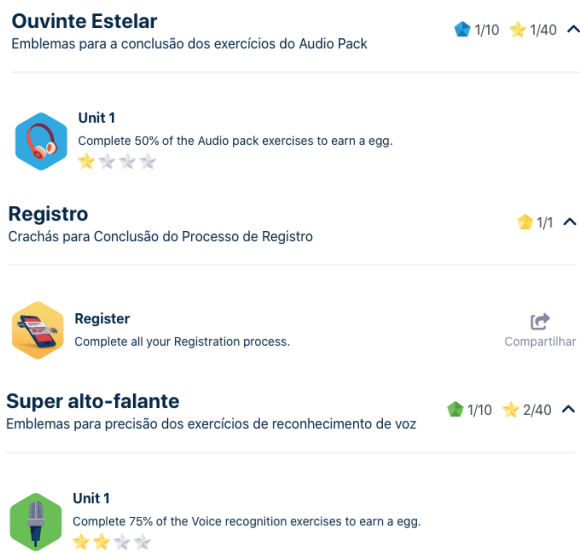 Ouvinte Estelar
1/10 1/40
Emblemas para a conclusão dos exercícios do Audio Pack
Unit 1
Complete 50% of the Audio pack exercises to earn a egg.
Registro
1/1
Crachás para Conclusão do Processo de Registro
Register
Complete all your Registration process.
Compartilhar
Super alto-falante
1/10 2/40
Emblemas para precisão dos exercícios de reconhecimento de voz
Unit 1
Complete 75% of the Voice recognition exercises to earn a egg.